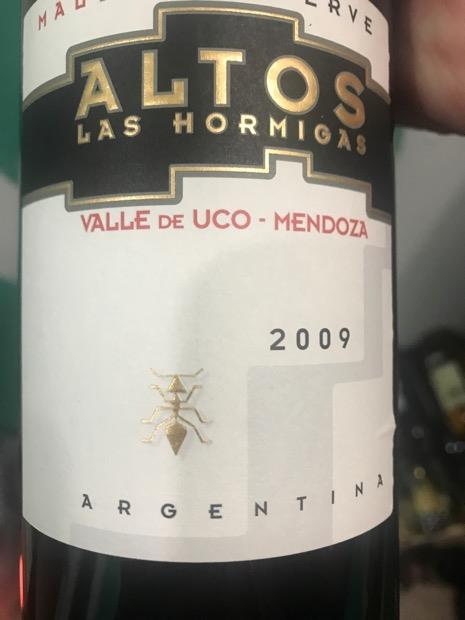 ALTOS
LAS HORMIGAS
VALLE DE UCO - MENDOZA
2009
ARGENTINA